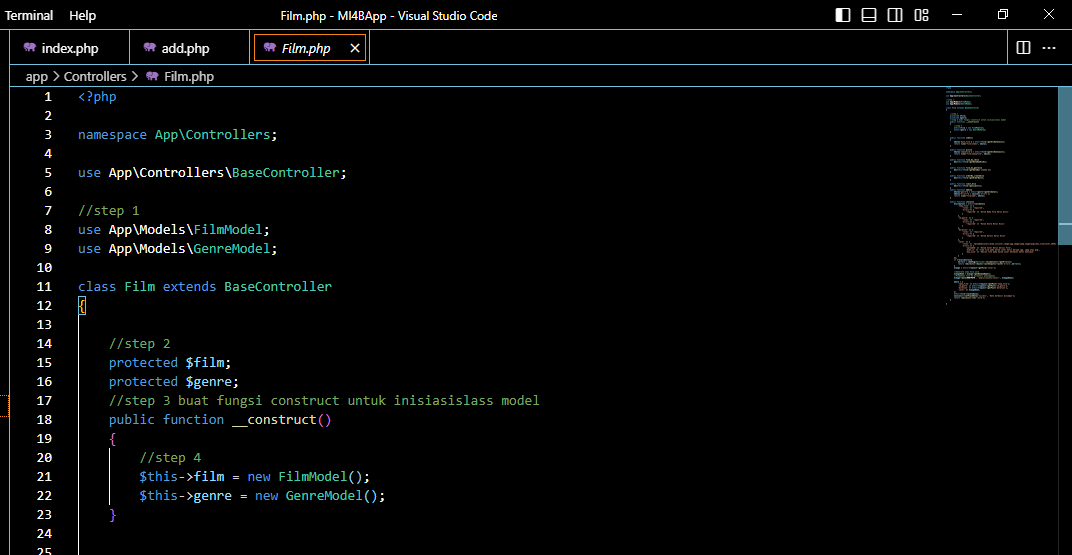 Terminal Help Film.php - MI4BApp - Visual Studio Code
index.php add.php Film.php
app > Controllers > Film.php
1 <?php
2
3 namespace App\Controllers;
4
5 use App\Controllers\BaseController;
6
7 //step 1
8 use App\Models\FilmModel;
9 use App\Models\GenreModel;
10
11 class Film extends BaseController
12 {
13
14 //step 2
15 protected $film;
16 protected $genre;
17 //step 3 buat fungsi construct untuk inisiasislass model
18 public function __construct()
19 {
20 //step 4
21 $this->film = new FilmModel();
22 $this->genre = new GenreModel();
23 }
24
25